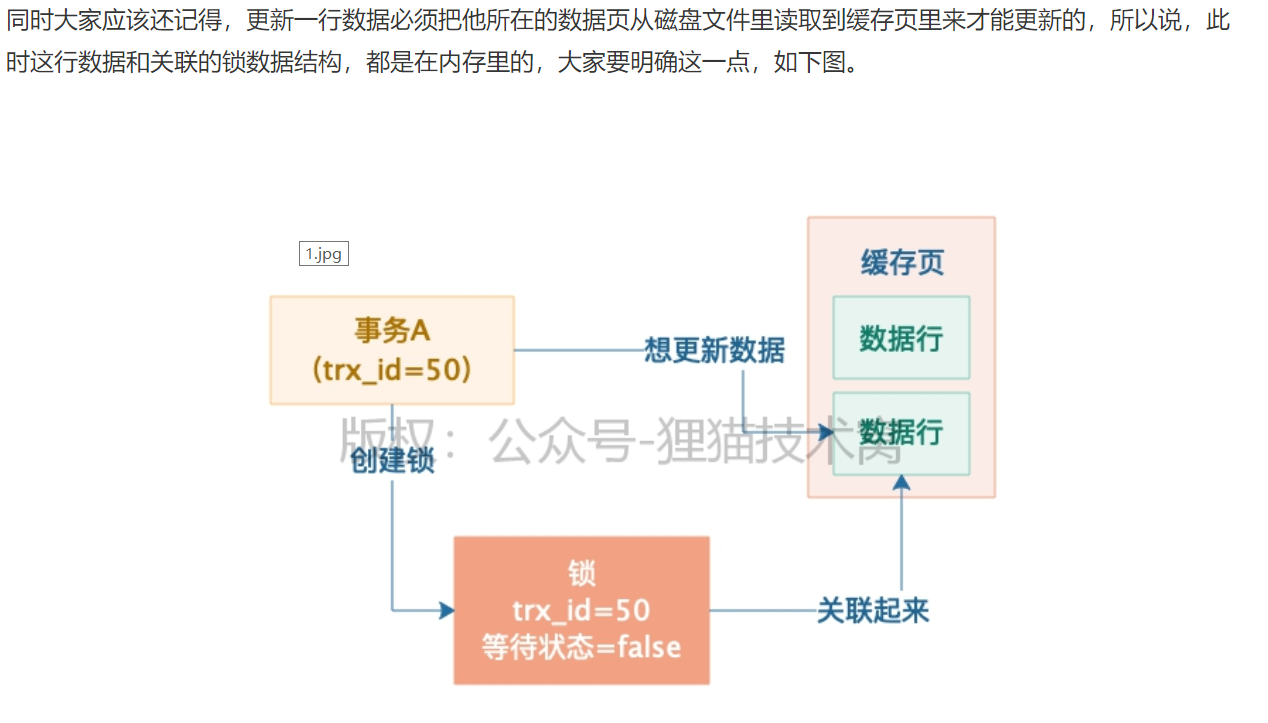 同时大家应该还记得，更新一行数据必须把他所在的数据页从磁盘文件里读取到缓存页里来才能更新的，所以说，此
时这行数据和关联的锁数据结构，都是在内存里的，大家要明确这一点，如下图。
1.jpg
缓存页
事务A
（trx_id=50）
想更新数据
数据行
数据行
版权：公众号-狸猫技术窝
创建锁
锁
trx_id=50
等待状态=false
关联起来